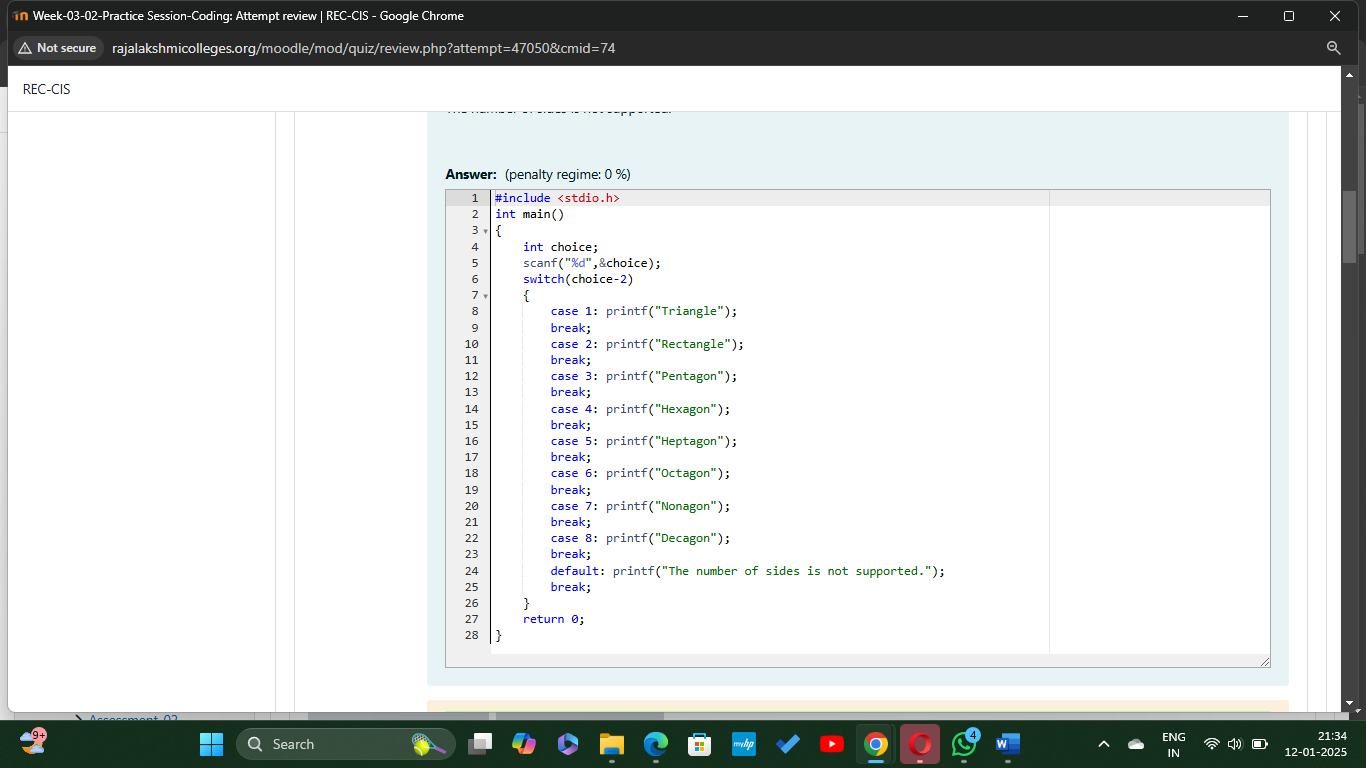 Week-03-02-Practice Session-Coding: Attempt review | REC-CIS - Google Chrome
Not secure rajalakshmicolleges.org/moodle/mod/quiz/review.php?attempt=47050&cmid=74
REC-CIS
Answer: (penalty regime: 0 %)
1 #include <stdio.h>
2 int main()
3 {
4 int choice;
5 scanf("%d",&choice);
6 switch(choice-2)
7 {
8 case 1: printf("Triangle");
9 break;
10 case 2: printf("Rectangle");
11 break;
12 case 3: printf("Pentagon");
13 break;
14 case 4: printf("Hexagon");
15 break;
16 case 5: printf("Heptagon");
17 break;
18 case 6: printf("Octagon");
19 break;
20 case 7: printf("Nonagon");
21 break;
22 case 8: printf("Decagon");
23 break;
24 default: printf("The number of sides is not supported.");
25 break;
26 }
27 return 0;
28 }
Assessment-02
9+
Search
myhp
4
W
ENG
IN
21:34
12-01-2025